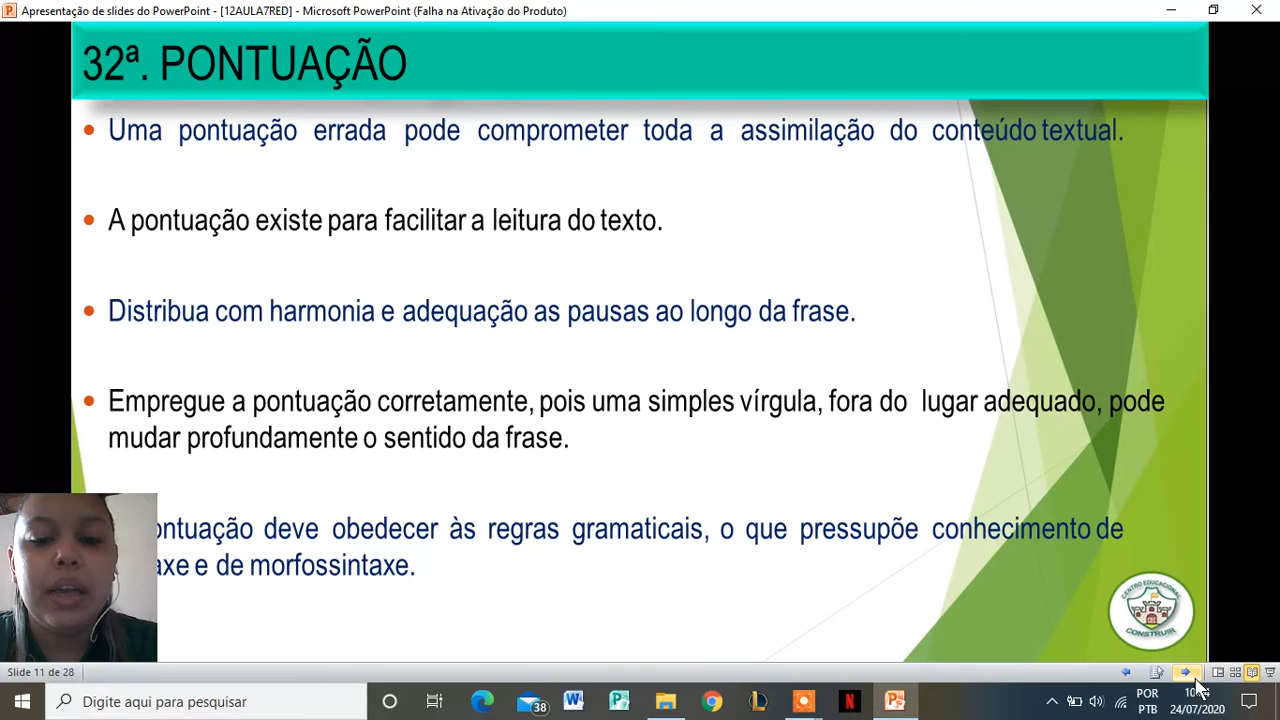 Apresentação de slides do PowerPoint - [12AULA7RED] - Microsoft PowerPoint (Falha na Ativação do Produto)
32ª. PONTUAÇÃO
• Uma pontuação errada pode comprometer toda a assimilação do conteúdo textual.
• A pontuação existe para facilitar a leitura do texto.
• Distribua com harmonia e adequação as pausas ao longo da frase.
• Empregue a pontuação corretamente, pois uma simples vírgula, fora do lugar adequado, pode
mudar profundamente o sentido da frase.
ontuação deve obedecer às regras gramaticais, o que pressupõe conhecimento de
axe e de morfossintaxe.
CENTRO EDUCACIONAL
CEC
CONSTRUIR
Slide 11 de 28
Digite aqui para pesquisar
38
POR
PTB
24/07/2020